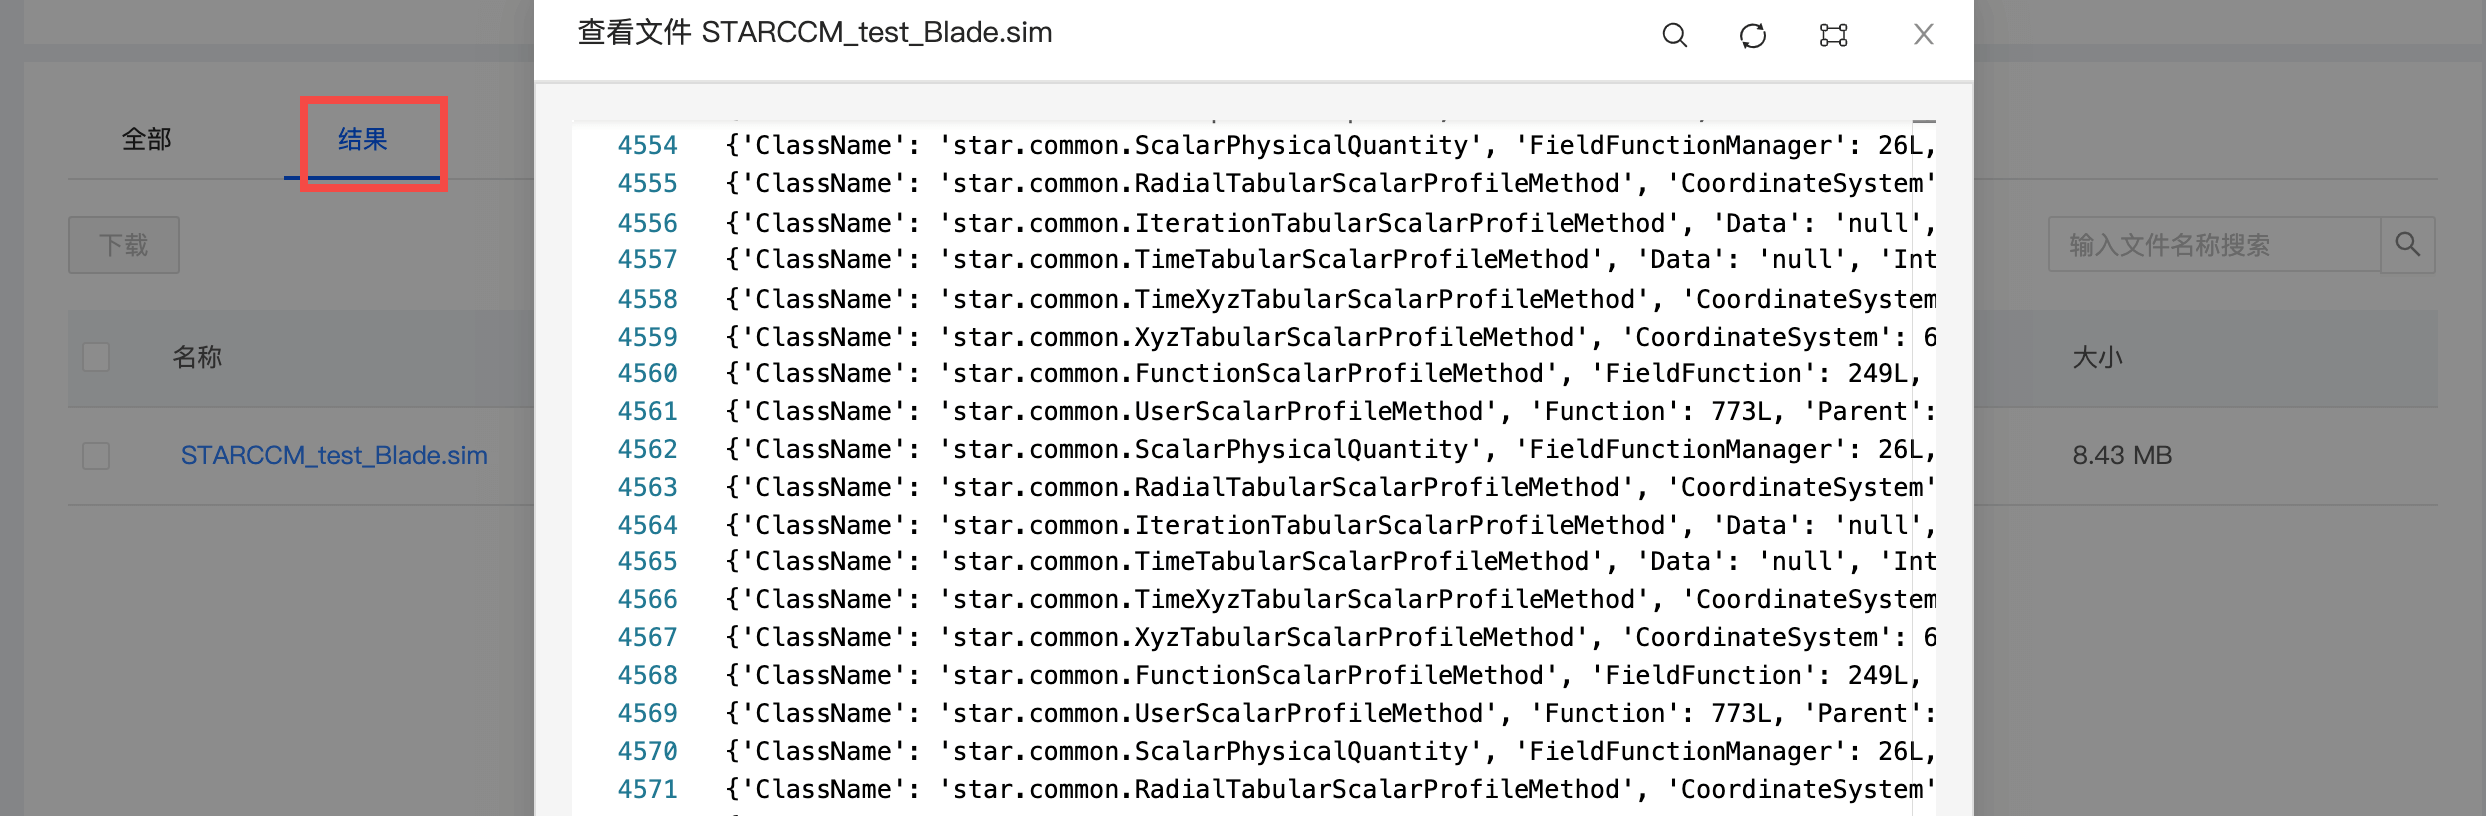 查看文件 STARCCM_test_Blade.sim
全部
结果
下载
输入文件名称搜索
名称
大小
STARCCM_test_Blade.sim
8.43 MB
4554 {'ClassName': 'star.common.ScalarPhysicalQuantity', 'FieldFunctionManager': 26L,
4555 {'ClassName': 'star.common.RadialTabularScalarProfileMethod', 'CoordinateSystem'
4556 {'ClassName': 'star.common.IterationTabularScalarProfileMethod', 'Data': 'null',
4557 {'ClassName': 'star.common.TimeTabularScalarProfileMethod', 'Data': 'null', 'Int
4558 {'ClassName': 'star.common.TimeXyzTabularScalarProfileMethod', 'CoordinateSystem
4559 {'ClassName': 'star.common.XyzTabularScalarProfileMethod', 'CoordinateSystem': 6
4560 {'ClassName': 'star.common.FunctionScalarProfileMethod', 'FieldFunction': 249L,
4561 {'ClassName': 'star.common.UserScalarProfileMethod', 'Function': 773L, 'Parent':
4562 {'ClassName': 'star.common.ScalarPhysicalQuantity', 'FieldFunctionManager': 26L,
4563 {'ClassName': 'star.common.RadialTabularScalarProfileMethod', 'CoordinateSystem'
4564 {'ClassName': 'star.common.IterationTabularScalarProfileMethod', 'Data': 'null',
4565 {'ClassName': 'star.common.TimeTabularScalarProfileMethod', 'Data': 'null', 'Int
4566 {'ClassName': 'star.common.TimeXyzTabularScalarProfileMethod', 'CoordinateSystem
4567 {'ClassName': 'star.common.XyzTabularScalarProfileMethod', 'CoordinateSystem': 6
4568 {'ClassName': 'star.common.FunctionScalarProfileMethod', 'FieldFunction': 249L,
4569 {'ClassName': 'star.common.UserScalarProfileMethod', 'Function': 773L, 'Parent':
4570 {'ClassName': 'star.common.ScalarPhysicalQuantity', 'FieldFunctionManager': 26L,
4571 {'ClassName': 'star.common.RadialTabularScalarProfileMethod', 'CoordinateSystem'